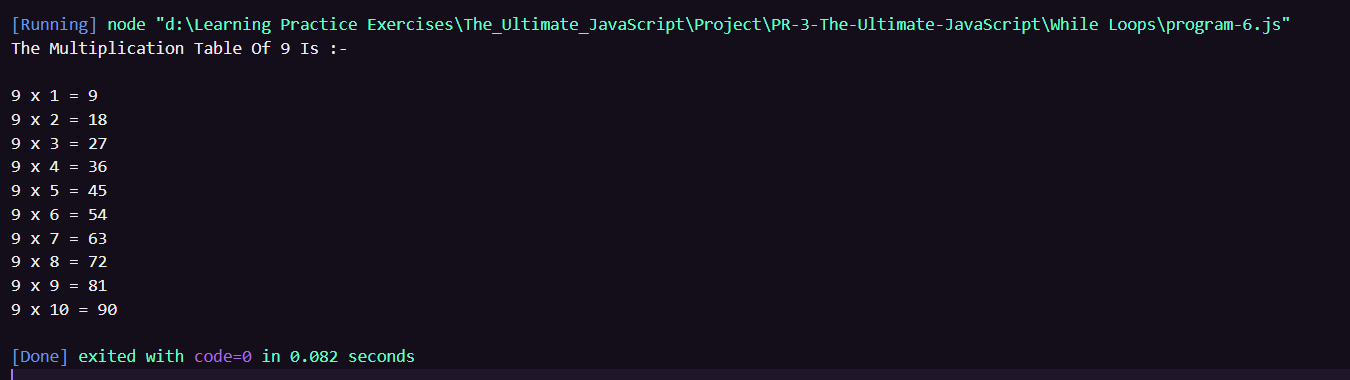 [Running] node "d:\Learning Practice Exercises\The_Ultimate_JavaScript\Project\PR-3-The-Ultimate-JavaScript\While Loops\program-6.js"
The Multiplication Table Of 9 Is :-

9 x 1 = 9
9 x 2 = 18
9 x 3 = 27
9 x 4 = 36
9 x 5 = 45
9 x 6 = 54
9 x 7 = 63
9 x 8 = 72
9 x 9 = 81
9 x 10 = 90

[Done] exited with code=0 in 0.082 seconds